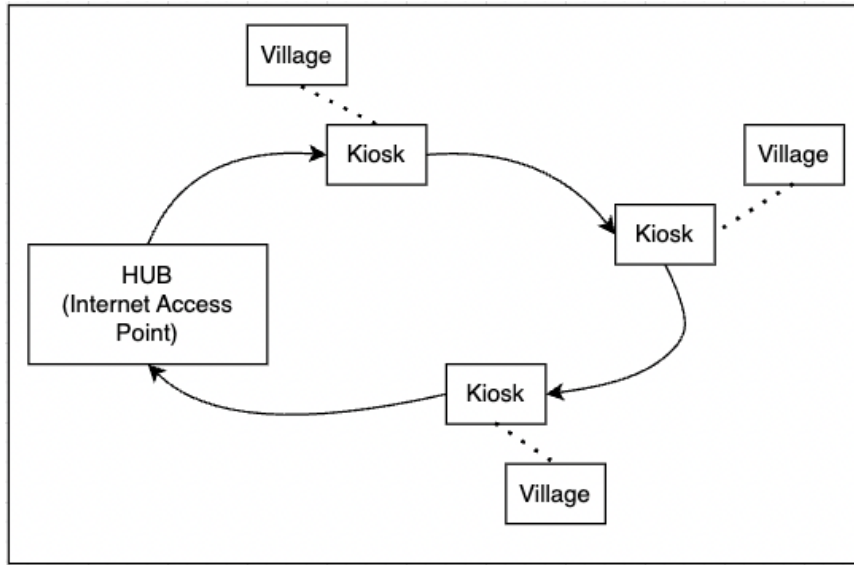 Village
Kiosk
Village
Kiosk
HUB
(Internet Access
Point)
Kiosk
Village